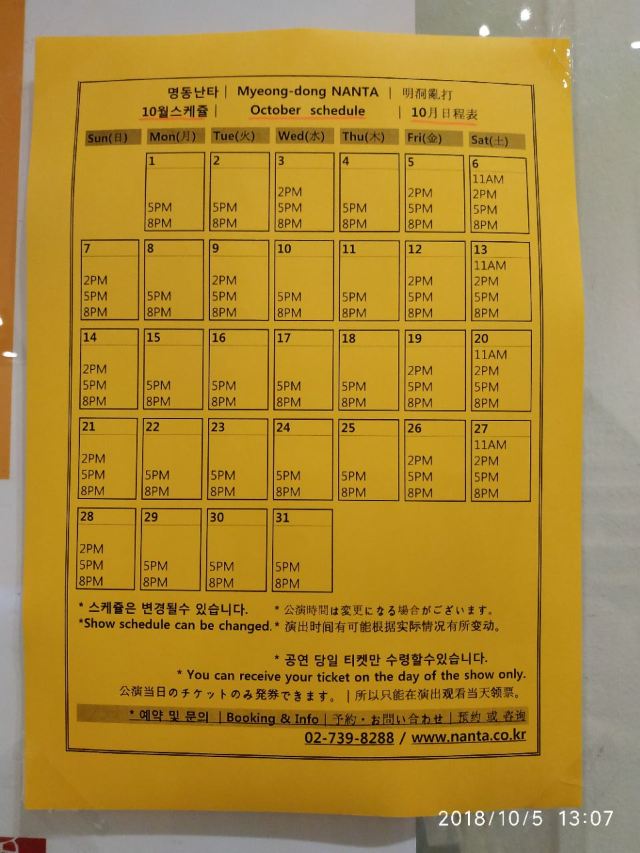 명동난타 | Myeong-dong NANTA | 明洞亂打
10월스케쥴 | October schedule | 10月日程表
Sun(日) Mon(月) Tue(火) Wed(水) Thu(木) Fri(金) Sat(土)
1 2 3 4 5 6
11AM
2PM 2PM 2PM
5PM 5PM 5PM 5PM 5PM 5PM
8PM 8PM 8PM 8PM 8PM 8PM
7 8 9 10 11 12 13
11AM
2PM 2PM 2PM 2PM
5PM 5PM 5PM 5PM 5PM 5PM 5PM
8PM 8PM 8PM 8PM 8PM 8PM 8PM
14 15 16 17 18 19 20
11AM
2PM 2PM 2PM
5PM 5PM 5PM 5PM 5PM 5PM 5PM
8PM 8PM 8PM 8PM 8PM 8PM 8PM
21 22 23 24 25 26 27
11AM
2PM 2PM 2PM
5PM 5PM 5PM 5PM 5PM 5PM 5PM
8PM 8PM 8PM 8PM 8PM 8PM 8PM
28 29 30 31
2PM
5PM 5PM 5PM 5PM
8PM 8PM 8PM 8PM
* 스케쥴은 변경될수 있습니다. * 公演時間は変更になる場合がございます。
*Show schedule can be changed. * 演出时间有可能根据实际情况有所变动。
* 공연 당일 티켓만 수령할수있습니다.
* You can receive your ticket on the day of the show only.
公演当日のチケットのみ発券できます。 | 所以只能在演出观看当天领票。
* 예약 및 문의 | Booking & Info | 予約・お問い合わせ | 预约 或 咨询
02-739-8288 / www.nanta.co.kr
2018/10/5 13:07